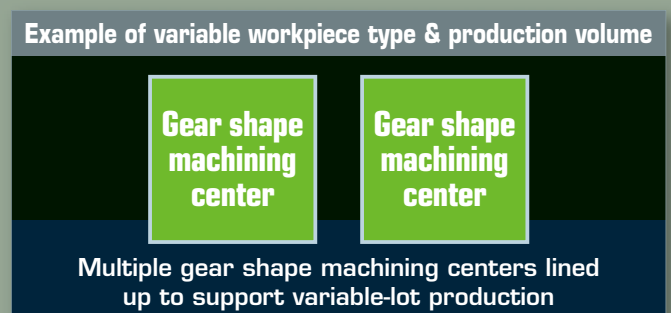 Example of variable workpiece type & production volume
Gear shape
machining
center
Gear shape
machining
center
Multiple gear shape machining centers lined
up to support variable-lot production